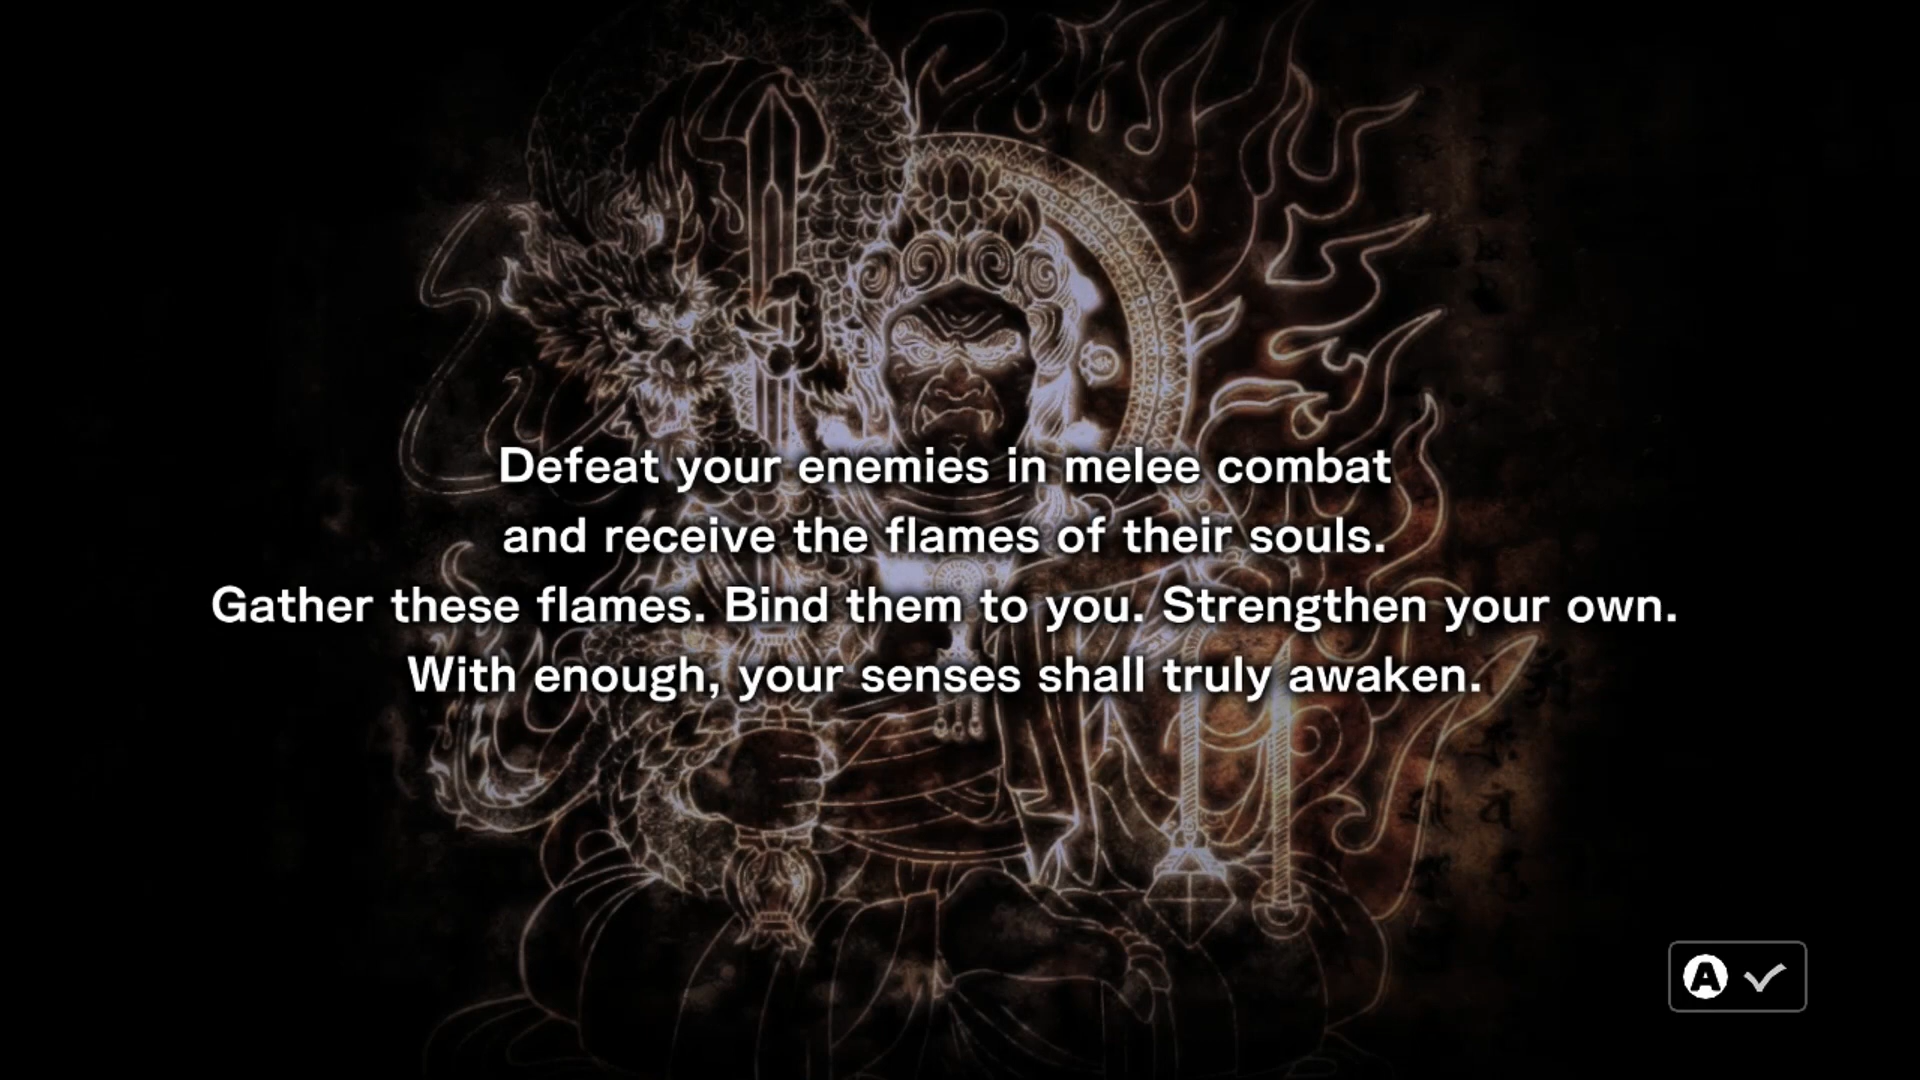 Defeat your enemies in melee combat
and receive the flames of their souls.
Gather these flames. Bind them to you. Strengthen your own.
With enough, your senses shall truly awaken.
A